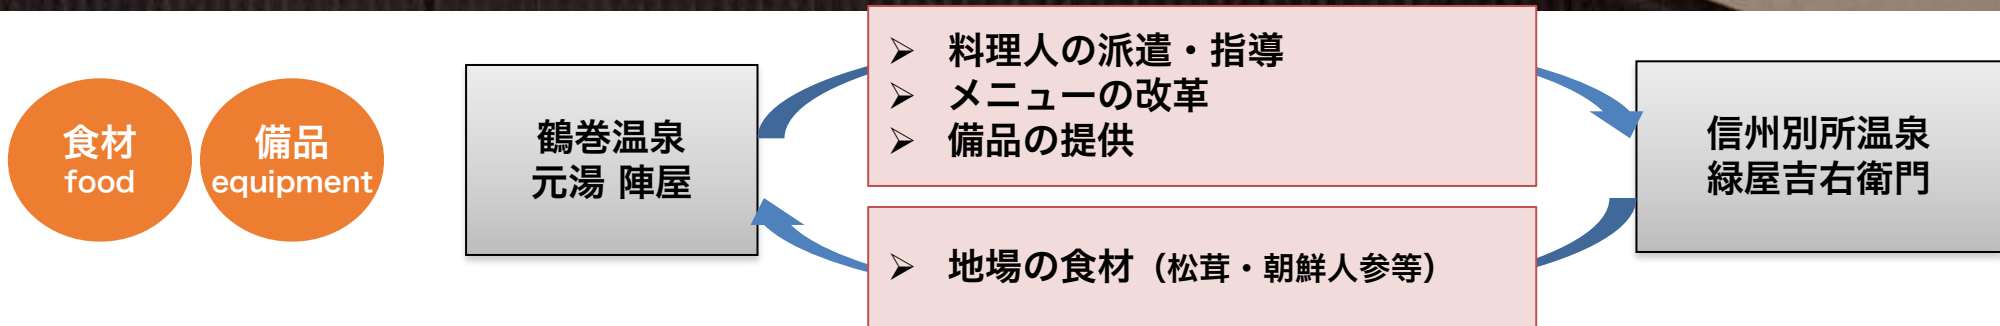 食材
food
備品
equipment
鶴巻温泉
元湯 陣屋
➢ 料理人の派遣・指導
➢ メニューの改革
➢ 備品の提供
➢ 地場の食材（松茸・朝鮮人参等）
信州別所温泉
緑屋吉右衛門